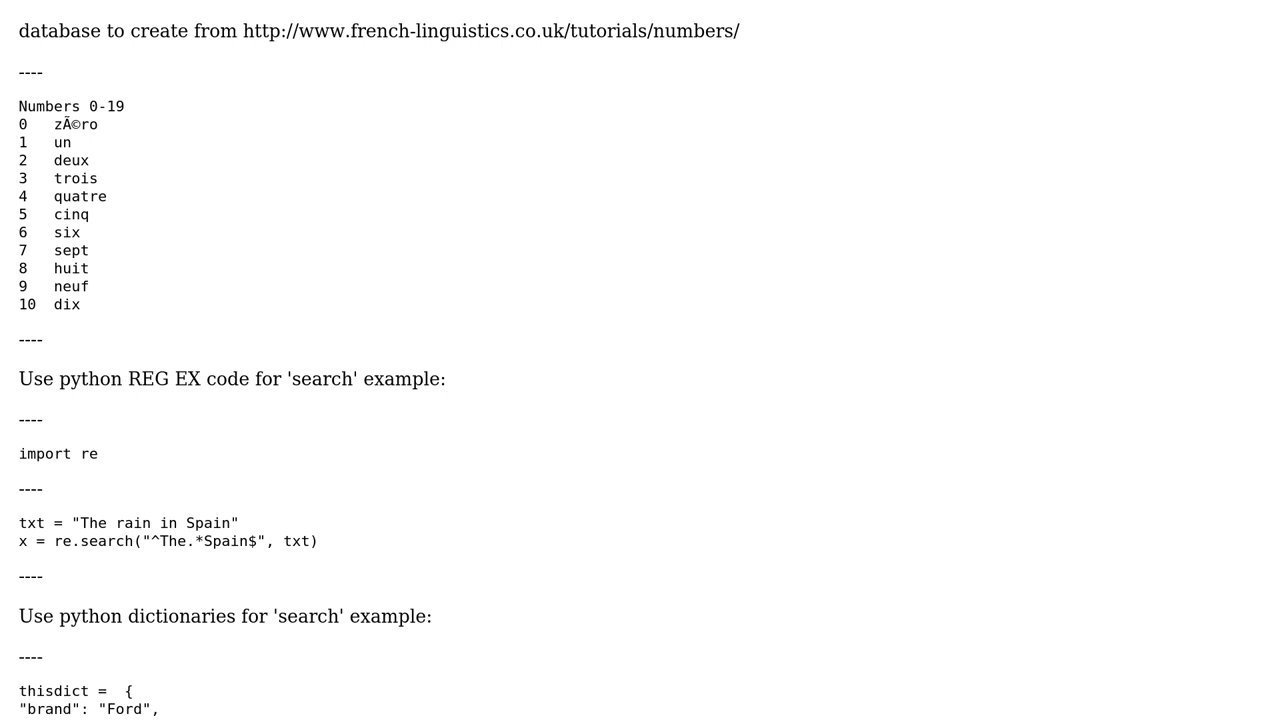 database to create from http://www.french-linguistics.co.uk/tutorials/numbers/
----
Numbers 0-19
0   zÃ©ro
1   un
2   deux
3   trois
4   quatre
5   cinq
6   six
7   sept
8   huit
9   neuf
10  dix
----
Use python REG EX code for 'search' example:
----
import re
----
txt = "The rain in Spain"
x = re.search("^The.*Spain$", txt)
----
Use python dictionaries for 'search' example:
----
thisdict =  {
"brand": "Ford",